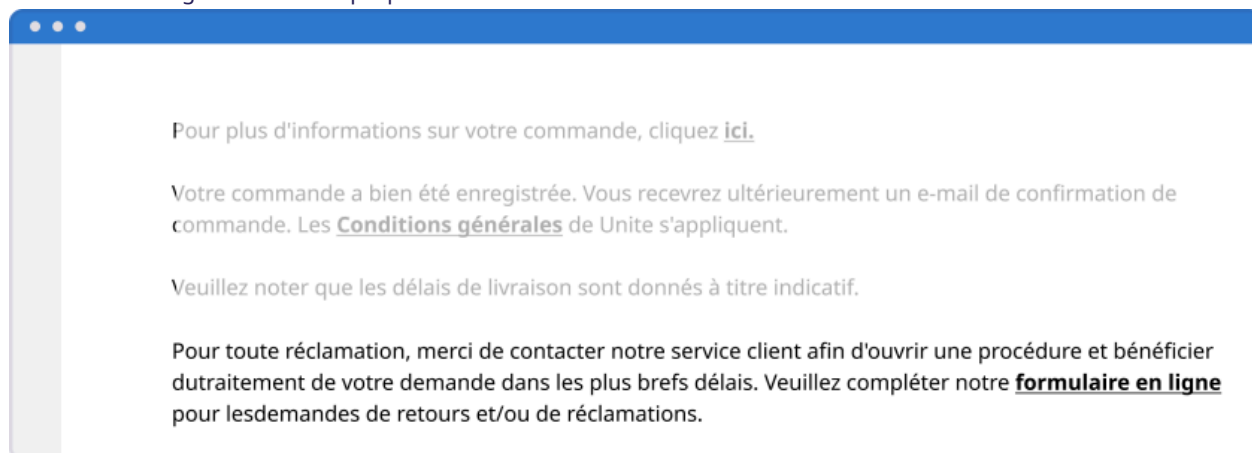 Pour plus d'informations sur votre commande, cliquez ici.
Votre commande a bien été enregistrée. Vous recevrez ultérieurement un e-mail de confirmation de
commande. Les Conditions générales de Unite s'appliquent.
Veuillez noter que les délais de livraison sont donnés à titre indicatif.
Pour toute réclamation, merci de contacter notre service client afin d'ouvrir une procédure et bénéficier
dutraitement de votre demande dans les plus brefs délais. Veuillez compléter notre formulaire en ligne
pour lesdemandes de retours et/ou de réclamations.